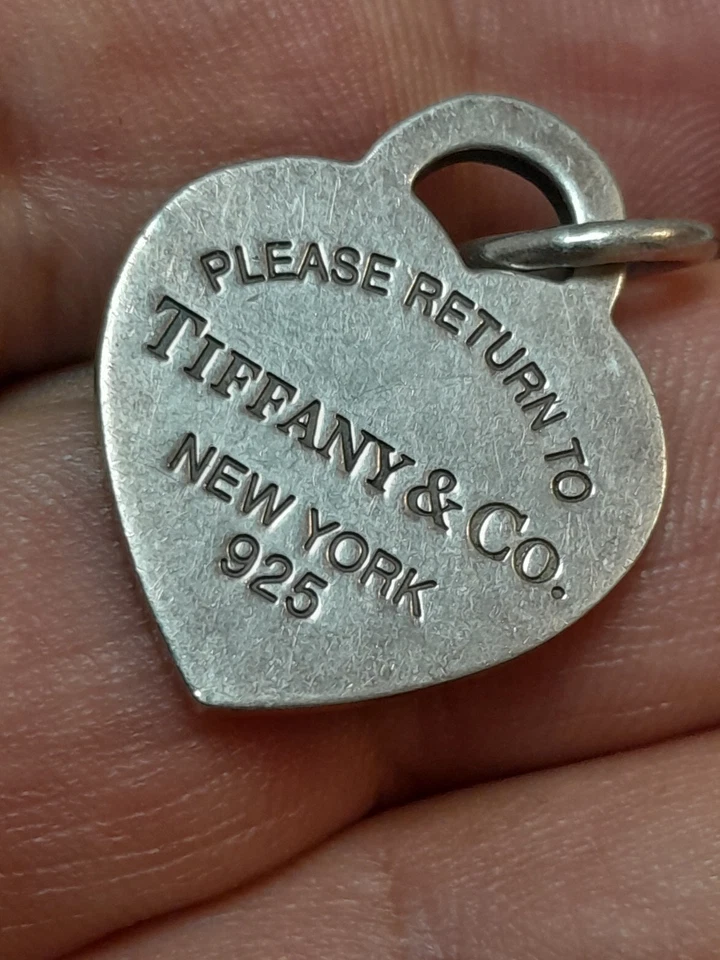 PLEASE RETURN TO
TIFFANY & CO.
NEW YORK
925